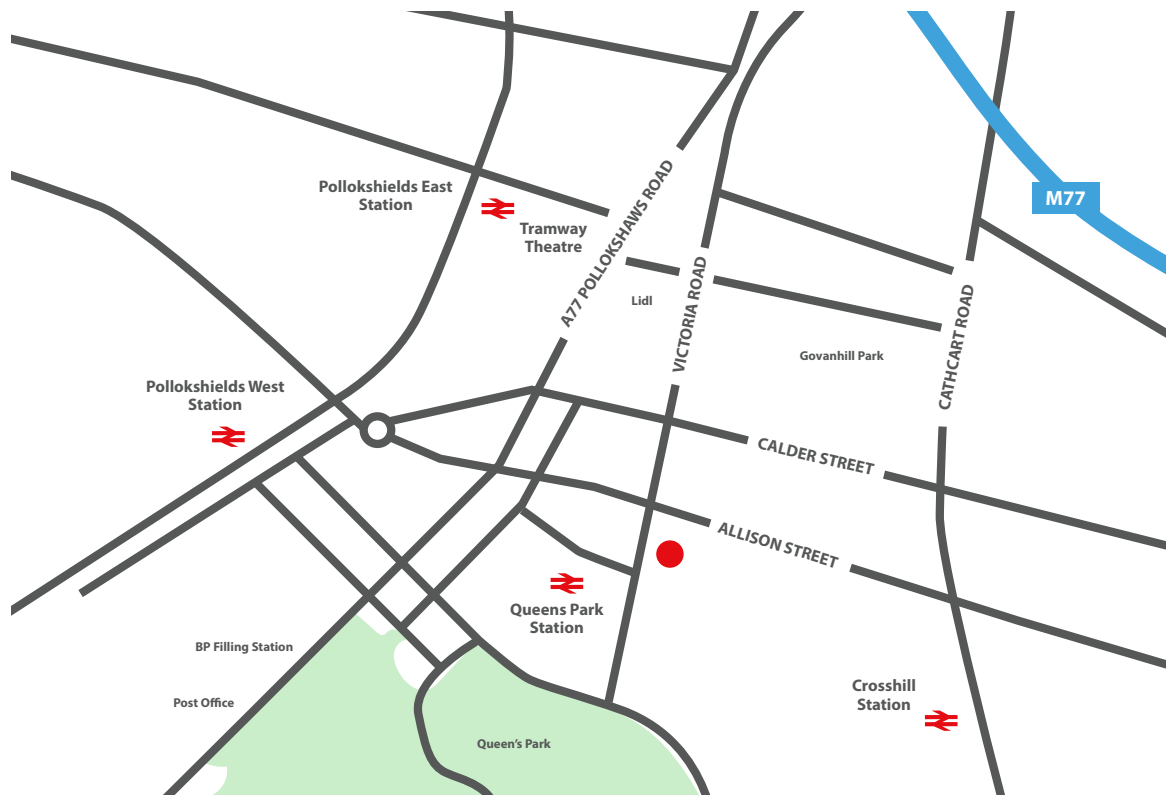 M77
Pollokshields East
Station
Tramway
Theatre
A77 POLLOKSHAWS ROAD
Lidl
VICTORIA ROAD
Govanhill Park
CATHCART ROAD
Pollokshields West
Station
CALDER STREET
ALLISON STREET
Queens Park
Station
BP Filling Station
Crosshill
Station
Post Office
Queen's Park